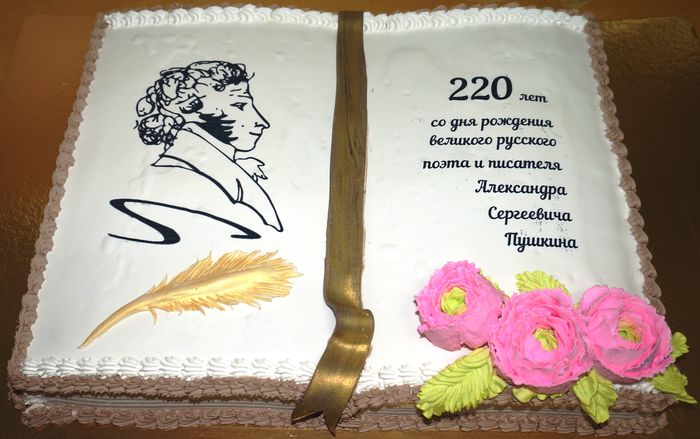 220 лет
со дня рождения
великого русского
поэта и писателя
Александра
Сергеевича
Пушкина